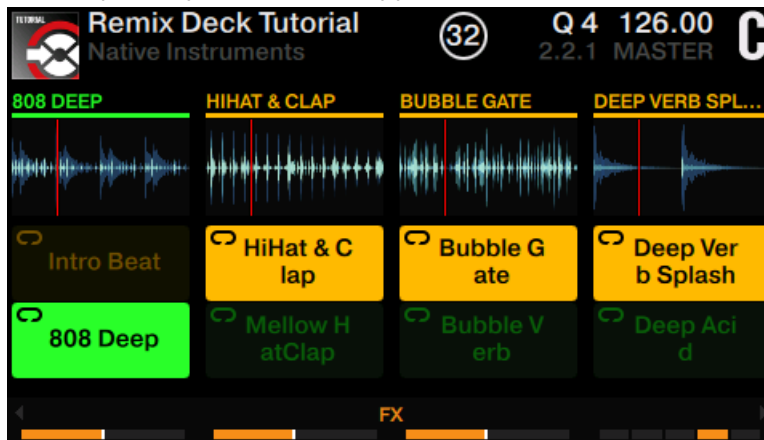 TUTORIAL
Remix Deck Tutorial
32
Q 4 126.00
C
Native Instruments
2.2.1 MASTER
808 DEEP
HIHAT & CLAP
BUBBLE GATE
DEEP VERB SPL...
Intro Beat
HiHat & C
lap
Bubble G
ate
Deep Ver
b Splash
808 Deep
Mellow H
atClap
Bubble V
erb
Deep Aci
d
FX